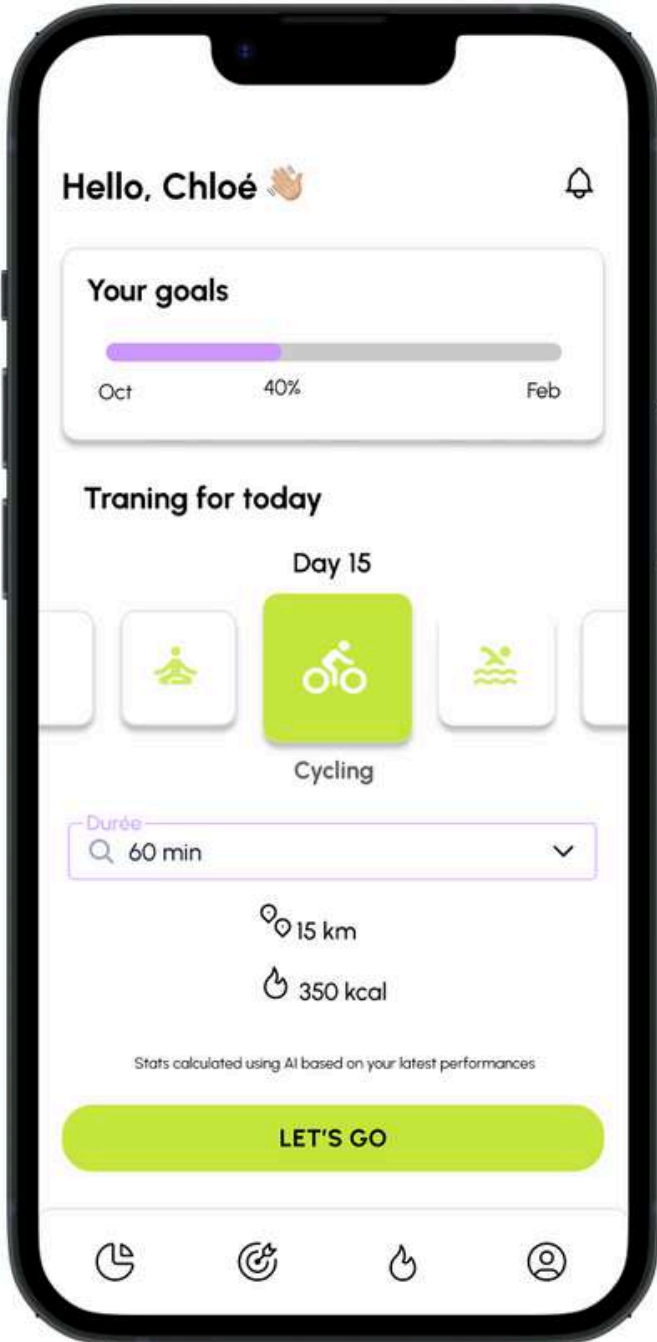 Hello, Chloé 👋🏼
Your goals
Oct 40% Feb
Traning for today
Day 15
Cycling
Durée
60 min
15 km
350 kcal
Stats calculated using AI based on your latest performances
LET'S GO